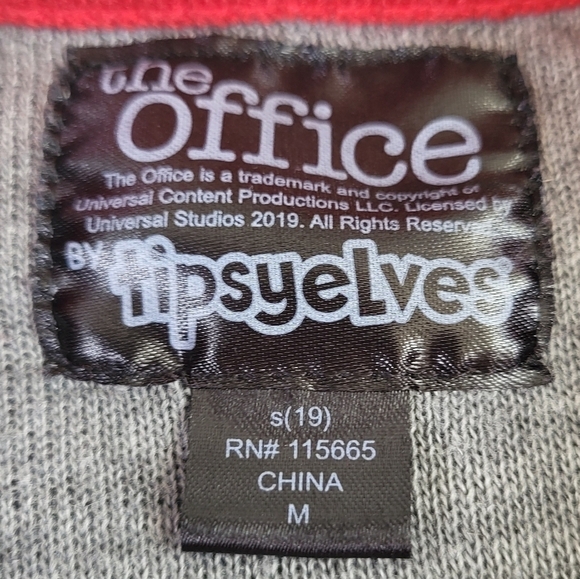 the
Office
The Office is a trademark and copyright of
Universal Content Productions LLC. Licensed by
Universal Studios 2019. All Rights Reserved
BY
tipsyelves
s(19)
RN# 115665
CHINA
M